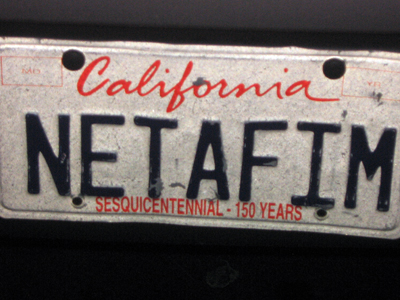 California
NETAFIM
SESQUICENTENNIAL - 150 YEARS